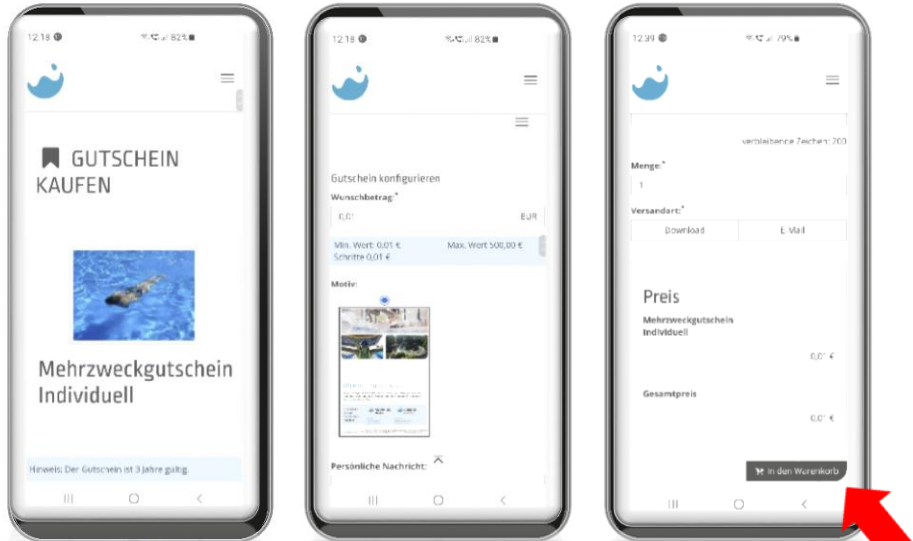 12.18
82%
GUTSCHEIN
KAUFEN
Mehrzweckgutschein
Individuell
Hinweis: Der Gutschein ist 3 Jahre gültig.
12.18
82%
Gutschein konfigurieren
Wunschbetrag:*
0,01 EUR
Min. Wert: 0,01 € Max. Wert 500,00 €
Schritte 0,01 €
Motiv:
Persönliche Nachricht:
12.39
79%
verbleibende Zeichen: 200
Menge:*
1
Versandart:*
Download E-Mail
Preis
Mehrzweckgutschein
Individuell
0,01 €
Gesamtpreis
0,01 €
In den Warenkorb